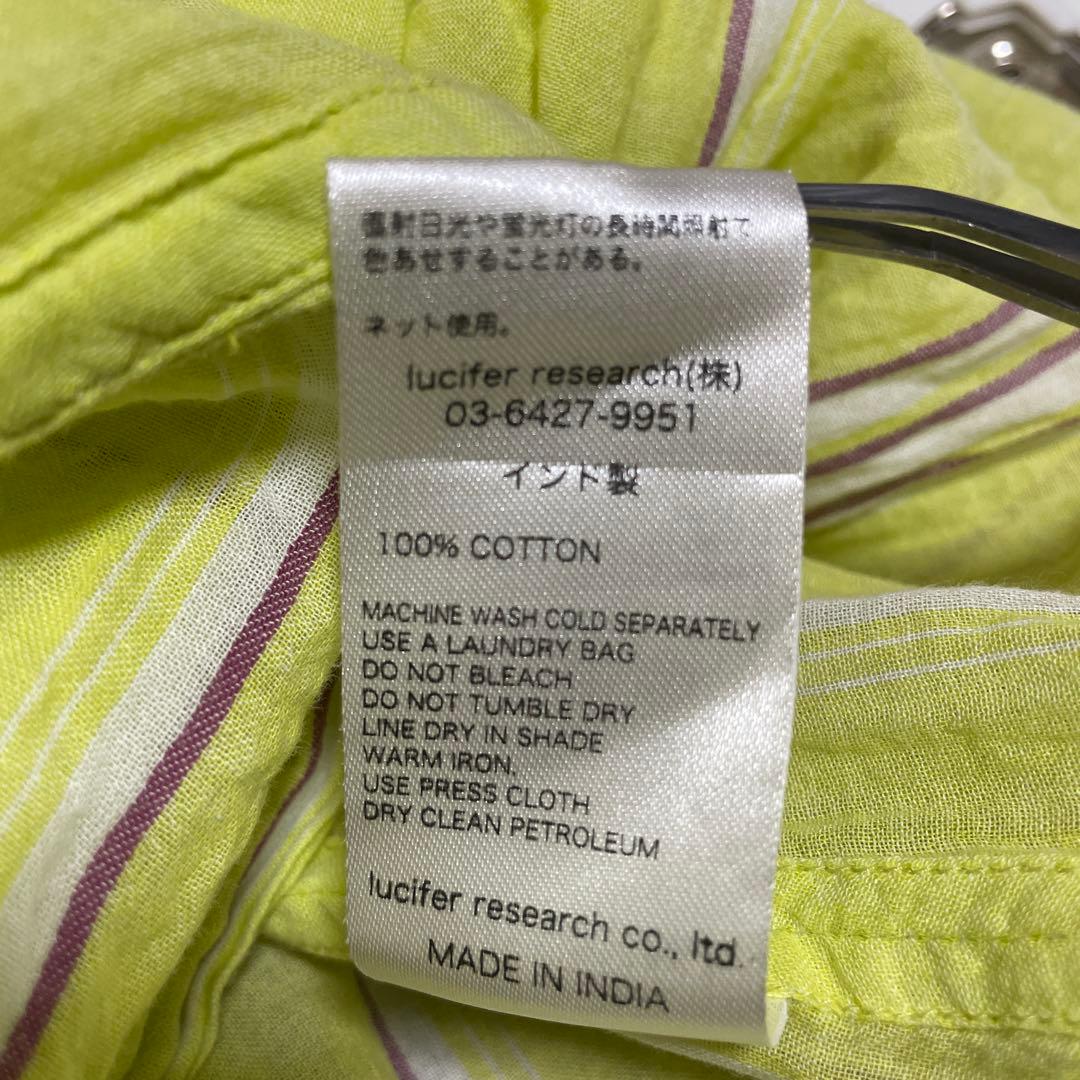 直射日光や蛍光灯の長時間照射で
色あせすることがある。
ネット使用。
lucifer research(株)
03-6427-9951
インド製
100% COTTON
MACHINE WASH COLD SEPARATELY
USE A LAUNDRY BAG
DO NOT BLEACH
DO NOT TUMBLE DRY
LINE DRY IN SHADE
WARM IRON.
USE PRESS CLOTH
DRY CLEAN PETROLEUM
lucifer research co., ltd.
MADE IN INDIA